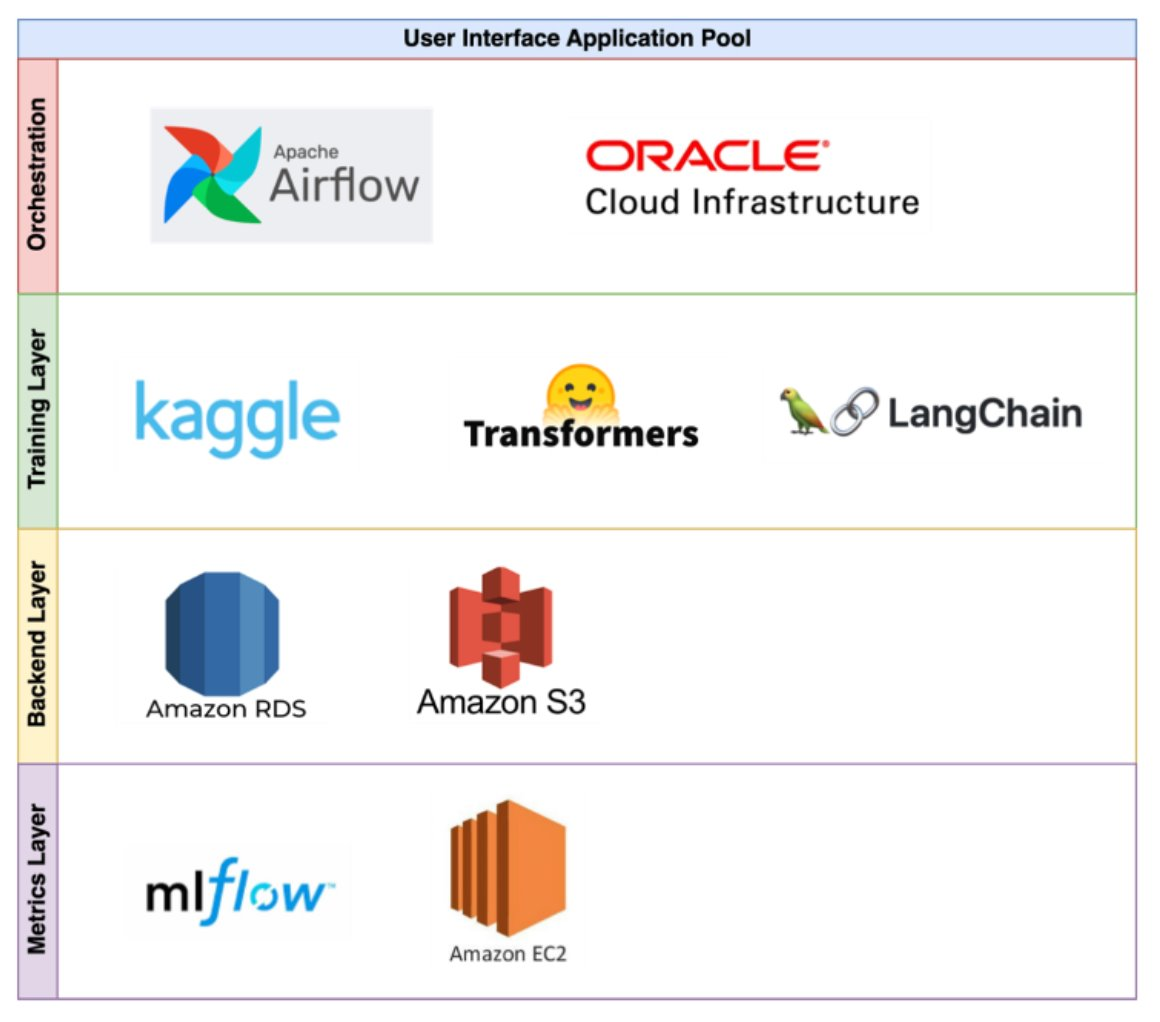 User Interface Application Pool
Orchestration
Apache
Airflow
ORACLE®
Cloud Infrastructure
Training Layer
kaggle
Transformers
LangChain
Backend Layer
Amazon RDS
Amazon S3
Metrics Layer
mlflow™
Amazon EC2